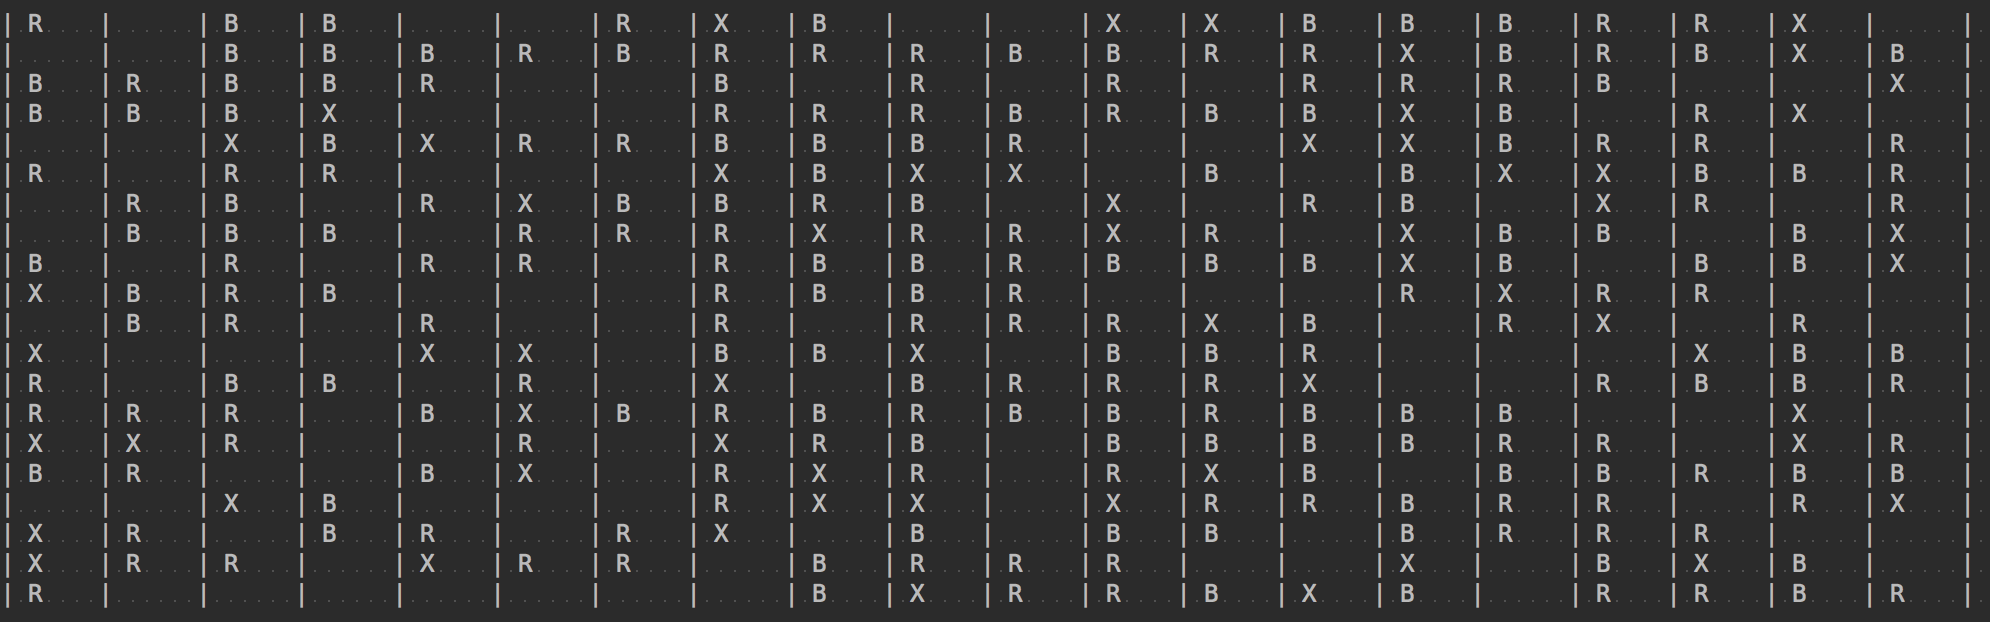 | R | | B | B | | | R | X | B | | | X | X | B | B | B | R | R | X | |
| | | B | B | B | R | B | R | R | R | B | B | R | R | X | B | R | B | X | B |
| B | R | B | B | R | | | B | | R | | R | | R | R | R | B | | | X |
| B | B | B | X | | | | R | R | R | B | R | B | B | X | B | | R | X | |
| | | X | B | X | R | R | B | B | B | R | | | X | X | B | R | R | | R |
| R | | R | R | | | | X | B | X | X | | B | | B | X | X | B | B | R |
| | R | B | | R | X | B | B | R | B | | X | | R | B | | X | R | | R |
| | B | B | B | | R | R | R | X | R | R | X | R | | X | B | B | | B | X |
| B | | R | | R | R | | R | B | B | R | B | B | B | X | B | | B | B | X |
| X | B | R | B | | | | R | B | B | R | | | | R | X | R | R | | |
| | B | R | | R | | | R | | R | R | R | X | B | | R | X | | R | |
| X | | | | X | X | | B | B | X | | B | B | R | | | | X | B | B |
| R | | B | B | | R | | X | | B | R | R | R | X | | | R | B | B | R |
| R | R | R | | B | X | B | R | B | R | B | B | R | B | B | B | | | X | |
| X | X | R | | | R | | X | R | B | | B | B | B | B | R | R | | X | R |
| B | R | | | B | X | | R | X | R | | R | X | B | | B | B | R | B | B |
| | | X | B | | | | R | X | X | | X | R | R | B | R | R | | R | X |
| X | R | | B | R | | R | X | | B | | B | B | | B | R | R | R | | |
| X | R | R | | X | R | R | | B | R | R | R | | | X | | B | X | B | |
| R | | | | | | | | B | X | R | R | B | X | B | | R | R | B | R |